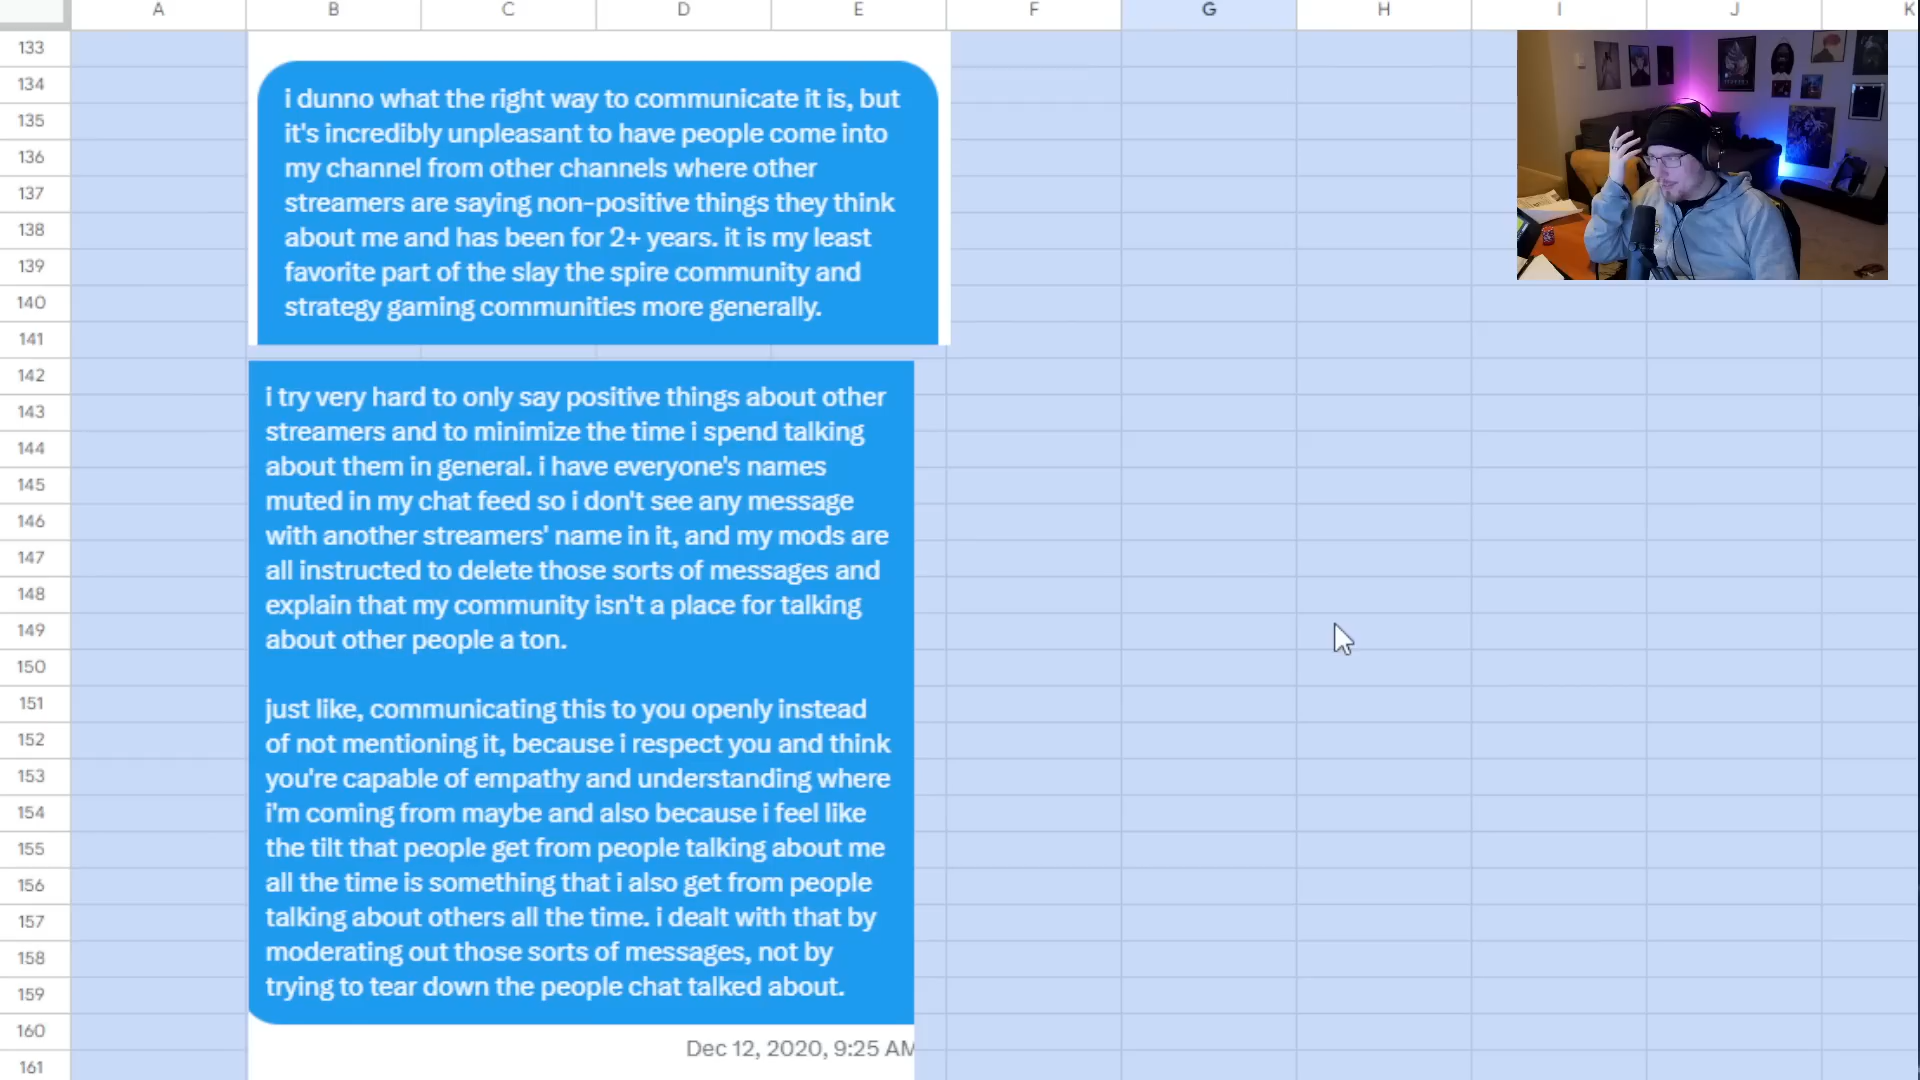 B C D E F G H I J K
133
134
135
136
137
138
139
140
141
142
143
144
145
146
147
148
149
150
151
152
153
154
155
156
157
158
159
160
161
i dunno what the right way to communicate it is, but
it's incredibly unpleasant to have people come into
my channel from other channels where other
streamers are saying non-positive things they think
about me and has been for 2+ years. it is my least
favorite part of the slay the spire community and
strategy gaming communities more generally.
i try very hard to only say positive things about other
streamers and to minimize the time i spend talking
about them in general. i have everyone's names
muted in my chat feed so i don't see any message
with another streamers' name in it, and my mods are
all instructed to delete those sorts of messages and
explain that my community isn't a place for talking
about other people a ton.
just like, communicating this to you openly instead
of not mentioning it, because i respect you and think
you're capable of empathy and understanding where
i'm coming from maybe and also because i feel like
the tilt that people get from people talking about me
all the time is something that i also get from people
talking about others all the time. i dealt with that by
moderating out those sorts of messages, not by
trying to tear down the people chat talked about.
Dec 12, 2020, 9:25 AM